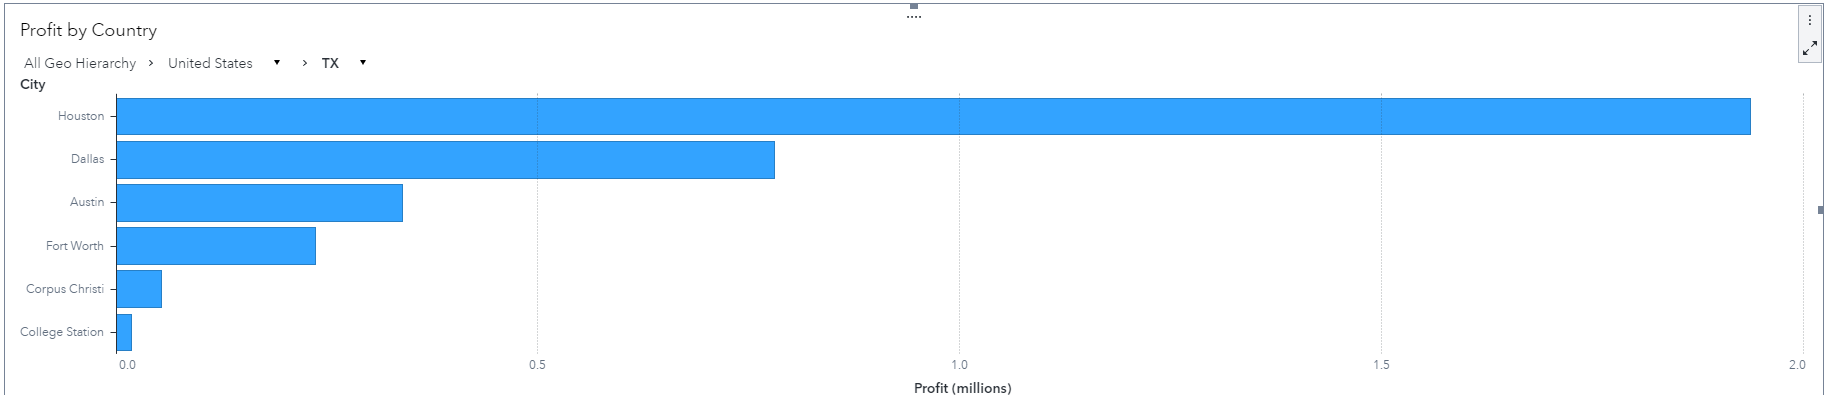 Profit by Country
All Geo Hierarchy > United States ▼ > TX ▼
City
Houston
Dallas
Austin
Fort Worth
Corpus Christi
College Station
0.0 0.5 1.0 1.5 2.0
Profit (millions)